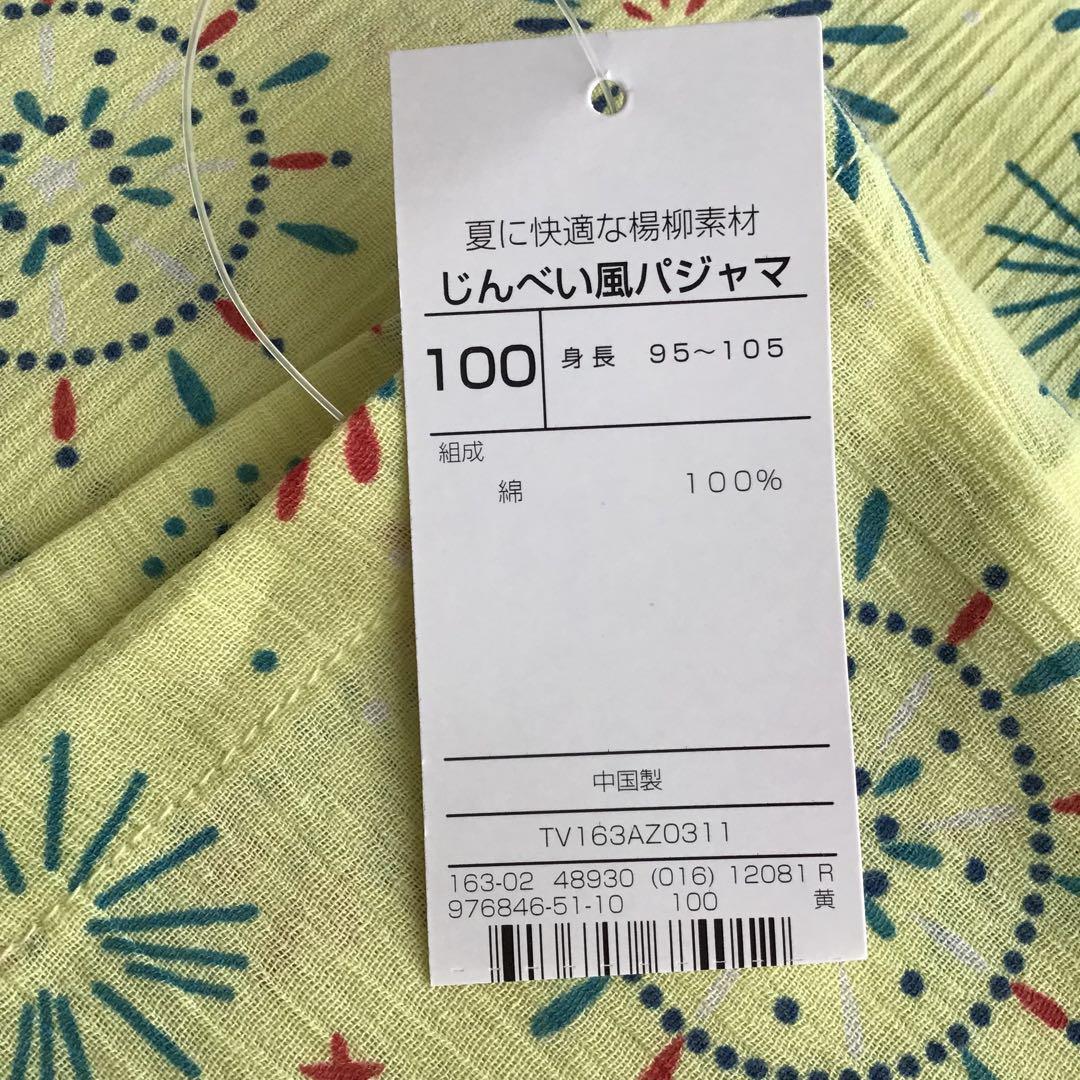 夏に快適な楊柳素材
じんべい風パジャマ
100 身長 95～105
組成
綿 100%
中国製
TV163AZ0311
163-02 48930 (016) 12081 R
976846-51-10 100 黄